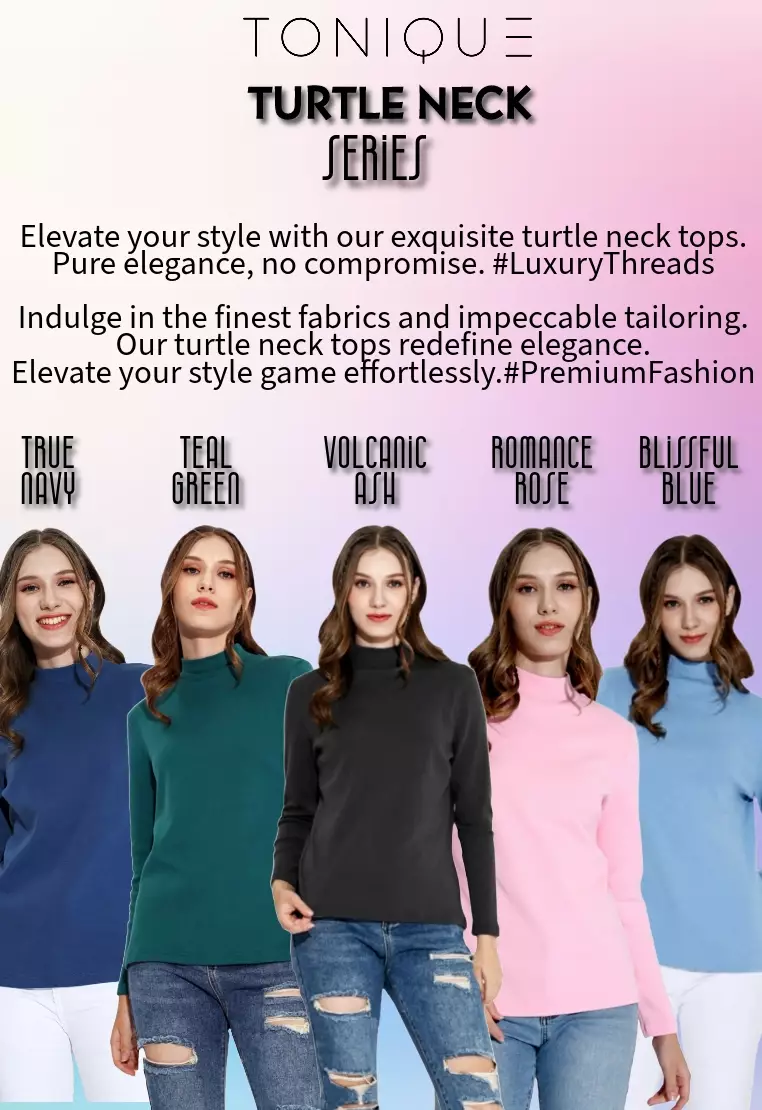 TONIQUE
TURTLE NECK
SERiES
Elevate your style with our exquisite turtle neck tops.
Pure elegance, no compromise. #LuxuryThreads
Indulge in the finest fabrics and impeccable tailoring.
Our turtle neck tops redefine elegance.
Elevate your style game effortlessly.#PremiumFashion
TRUE
NAVY
TEAL
GREEN
VOLCANiC
ASH
ROMANCE
ROSE
BLiSSFUL
BLUE